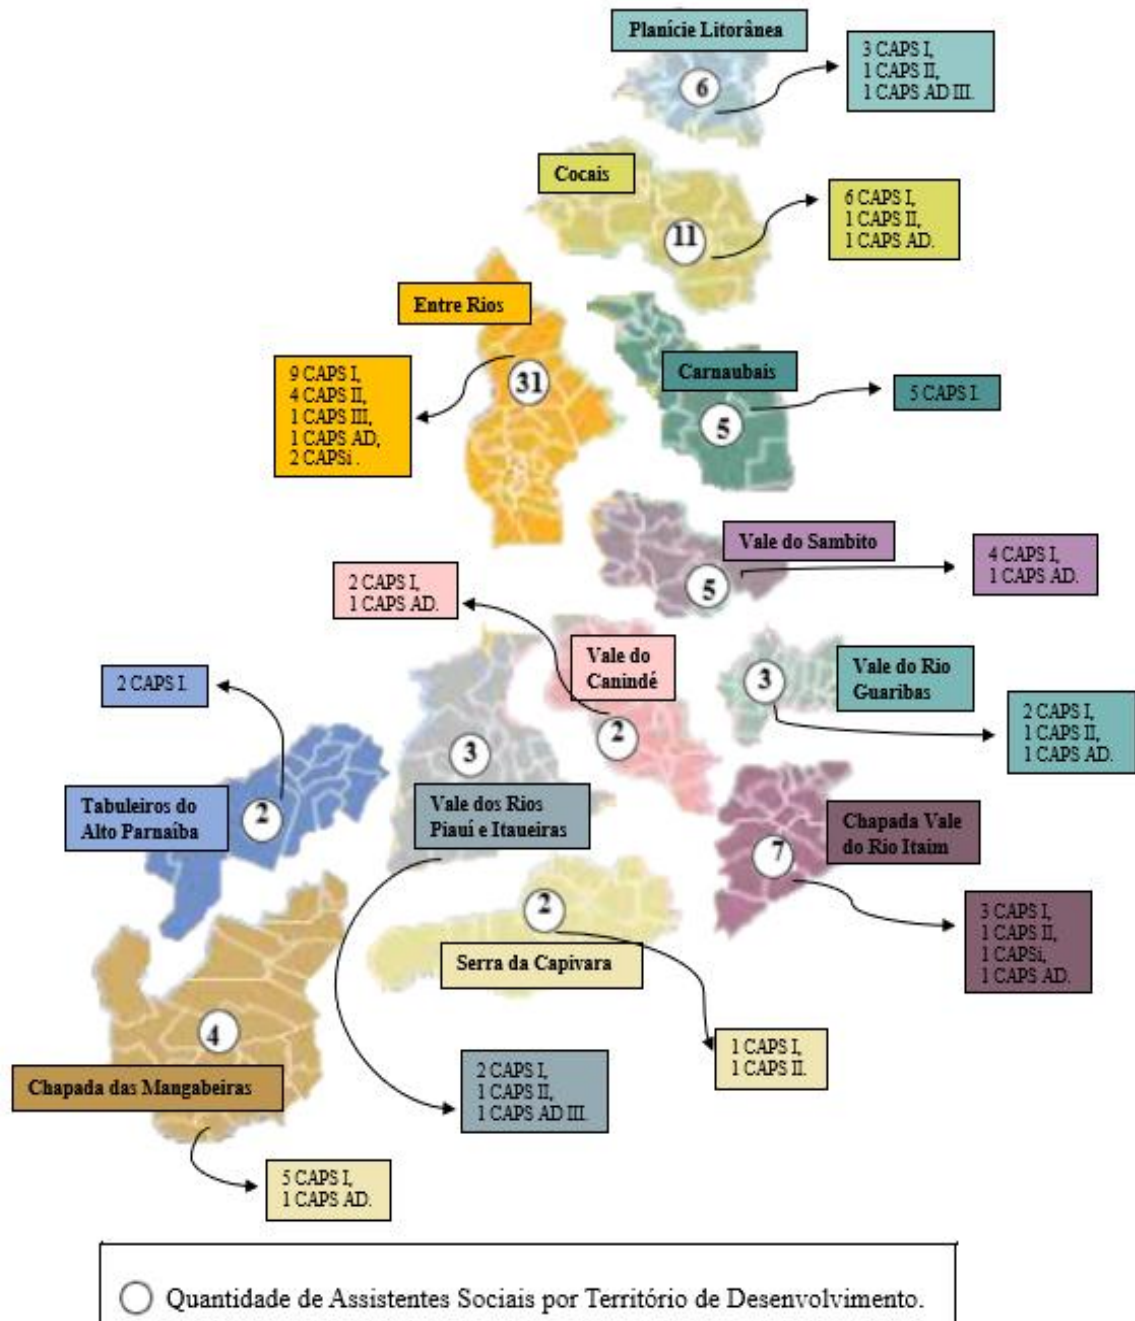 Planície Litorânea
6
3 CAPS I,
1 CAPS II,
1 CAPS AD III.
Cocais
11
6 CAPS I,
1 CAPS II,
1 CAPS AD.
Entre Rios
31
9 CAPS I,
4 CAPS II,
1 CAPS III,
1 CAPS AD,
2 CAPSi .
Carnaubais
5
5 CAPS I.
Vale do Sambito
5
4 CAPS I,
1 CAPS AD.
2 CAPS I,
1 CAPS AD.
Vale do
Canindé
2
Vale do Rio
Guaribas
3
2 CAPS I,
1 CAPS II,
1 CAPS AD.
2 CAPS I.
Tabuleiros do
Alto Parnaíba
2
3
Vale dos Rios
Piauí e Itaueiras
2 CAPS I,
1 CAPS II,
1 CAPS AD III.
Chapada Vale
do Rio Itaim
7
3 CAPS I,
1 CAPS II,
1 CAPSi,
1 CAPS AD.
2
Serra da Capivara
1 CAPS I,
1 CAPS II.
4
Chapada das Mangabeiras
5 CAPS I,
1 CAPS AD.
Quantidade de Assistentes Sociais por Território de Desenvolvimento.